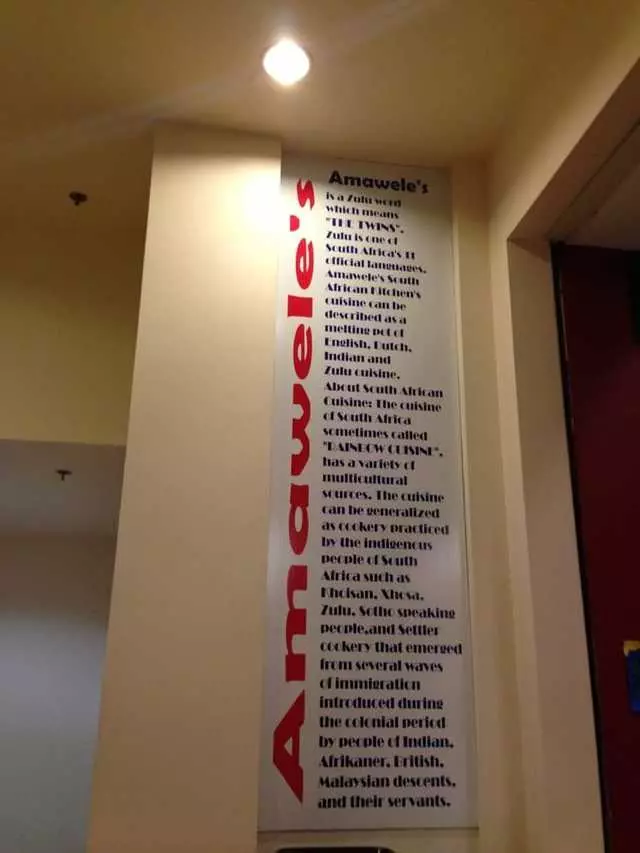 Amawele's
Amawele's
is a Zulu word
which means
"THE TWINS".
Zulu is one of
South Africa's 11
official languages.
Amawele's South
African Kitchen's
cuisine can be
described as a
melting pot of
English, Dutch,
Indian and
Zulu cuisine.
About South African
Cuisine: The cuisine
of South Africa
sometimes called
"RAINBOW CUISINE",
has a variety of
multicultural
sources. The cuisine
can be generalized
as cookery practiced
by the indigenous
people of South
Africa such as
Khoisan, Xhosa,
Zulu, Sotho speaking
people,and Settler
cookery that emerged
from several waves
of immigration
introduced during
the colonial period
by people of Indian,
Afrikaner, British,
Malaysian descents,
and their servants.